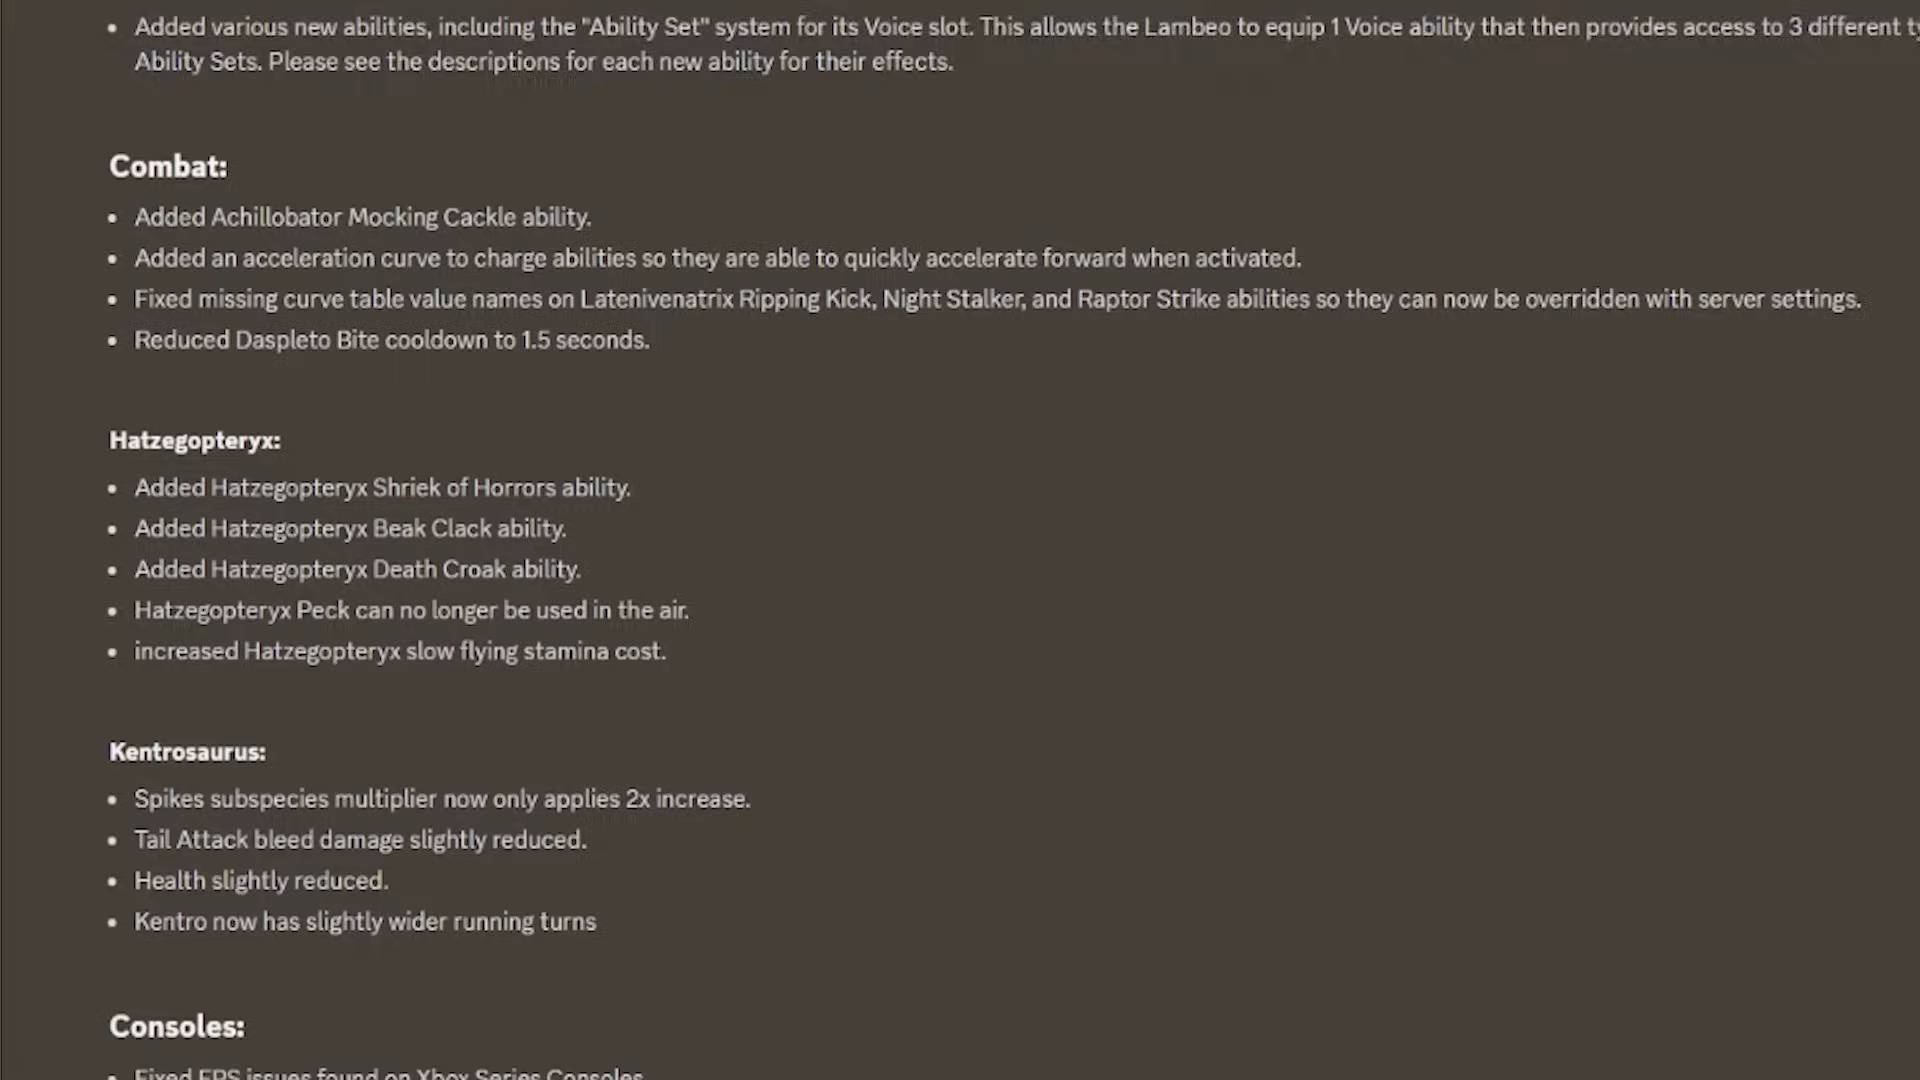 • Added various new abilities, including the "Ability Set" system for its Voice slot. This allows the Lambeo to equip 1 Voice ability that then provides access to 3 different
Ability Sets. Please see the descriptions for each new ability for their effects.
Combat:
• Added Achillobator Mocking Cackle ability.
• Added an acceleration curve to charge abilities so they are able to quickly accelerate forward when activated.
• Fixed missing curve table value names on Latenivenatrix Ripping Kick, Night Stalker, and Raptor Strike abilities so they can now be overridden with server settings.
• Reduced Daspleto Bite cooldown to 1.5 seconds.
Hatzegopteryx:
• Added Hatzegopteryx Shriek of Horrors ability.
• Added Hatzegopteryx Beak Clack ability.
• Added Hatzegopteryx Death Croak ability.
• Hatzegopteryx Peck can no longer be used in the air.
• increased Hatzegopteryx slow flying stamina cost.
Kentrosaurus:
• Spikes subspecies multiplier now only applies 2x increase.
• Tail Attack bleed damage slightly reduced.
• Health slightly reduced.
• Kentro now has slightly wider running turns
Consoles:
• Fixed FPS issues found on Xbox Series Consoles